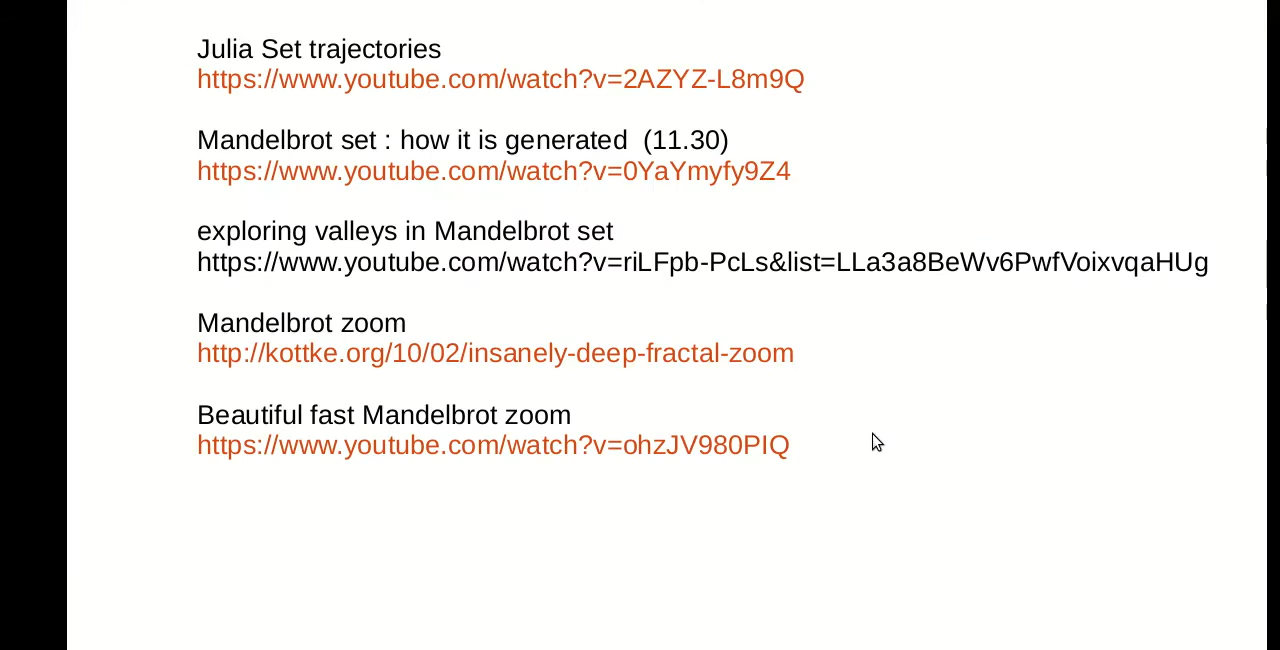 Julia Set trajectories
https://www.youtube.com/watch?v=2AZYZ-L8m9Q
Mandelbrot set : how it is generated  (11.30)
https://www.youtube.com/watch?v=0YaYmyfy9Z4
exploring valleys in Mandelbrot set
https://www.youtube.com/watch?v=riLFpb-PcLs&list=LLa3a8BeWv6PwfVoixvqaHUg
Mandelbrot zoom
http://kottke.org/10/02/insanely-deep-fractal-zoom
Beautiful fast Mandelbrot zoom
https://www.youtube.com/watch?v=ohzJV980PIQ